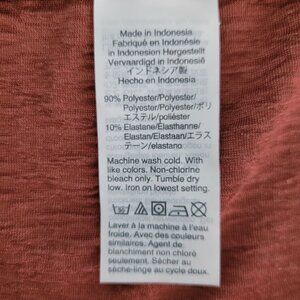 Made in Indonesia
Fabriqué en Indonésie
in Indonesien Hergestellt
Vervaardigd in Indonesië
インドネシア製
Hecho en Indonesia
90% Polyester/Polyester/
Polyester/Polyester/ポリ
エステル/poliéster
10% Elastane/Élasthanne/
Elasthan/Elastaan/エラス
テーン/elastano
Machine wash cold. With
like colors. Non-chlorine
bleach only. Tumble dry
low. Iron on lowest setting.
Laver à la machine à l'eau
froide. Avec des couleurs
similaires. Agent de
blanchiment non chloré
seulement. Sécher au
sèche-linge au cycle doux.